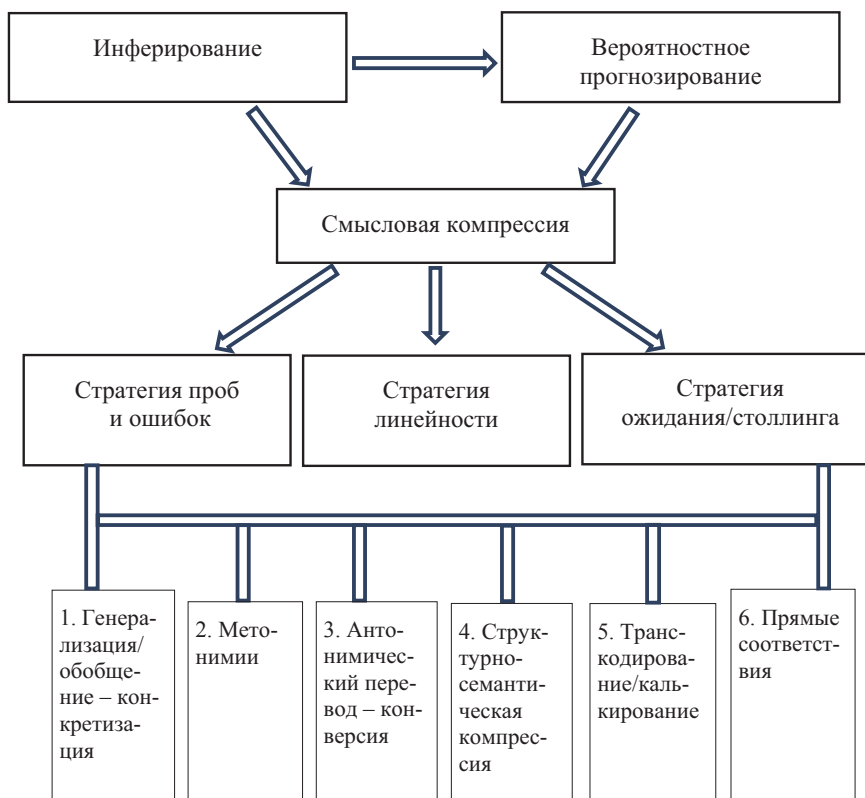 Инферирование
Вероятностное
прогнозирование
Смысловая компрессия
Стратегия проб
и ошибок
Стратегия
линейности
Стратегия
ожидания/столлинга
1. Генера-
лизация/
обобще-
ние – кон-
кретиза-
ция
2. Мето-
нимии
3. Анто-
нимичес-
кий пере-
вод – кон-
версия
4. Струк-
турно-
семанти-
ческая
компрес-
сия
5. Транс-
кодирова-
ние/каль-
кирование
6. Прямые
соответст-
вия